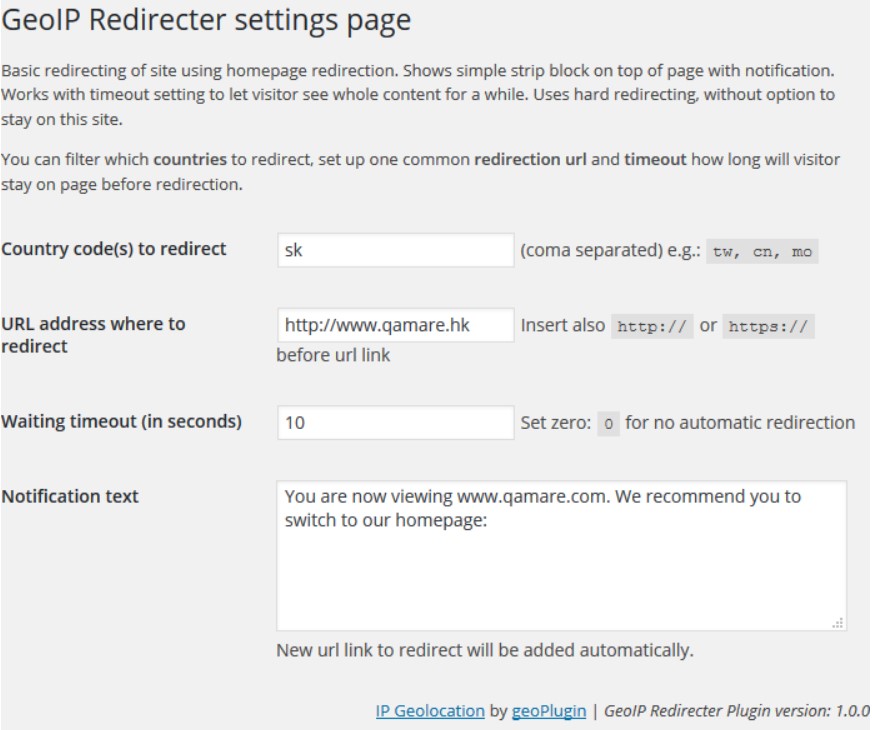 GeoIP Redirecter settings page
Basic redirecting of site using homepage redirection. Shows simple strip block on top of page with notification.
Works with timeout setting to let visitor see whole content for a while. Uses hard redirecting, without option to
stay on this site.
You can filter which countries to redirect, set up one common redirection url and timeout how long will visitor
stay on page before redirection.
Country code(s) to redirect sk (coma separated) e.g.: tw, cn, mo
URL address where to redirect http://www.qamare.hk Insert also http:// or https://
before url link
Waiting timeout (in seconds) 10 Set zero: 0 for no automatic redirection
Notification text You are now viewing www.qamare.com. We recommend you to
switch to our homepage:
New url link to redirect will be added automatically.
IP Geolocation by geoPlugin | GeoIP Redirecter Plugin version: 1.0.0